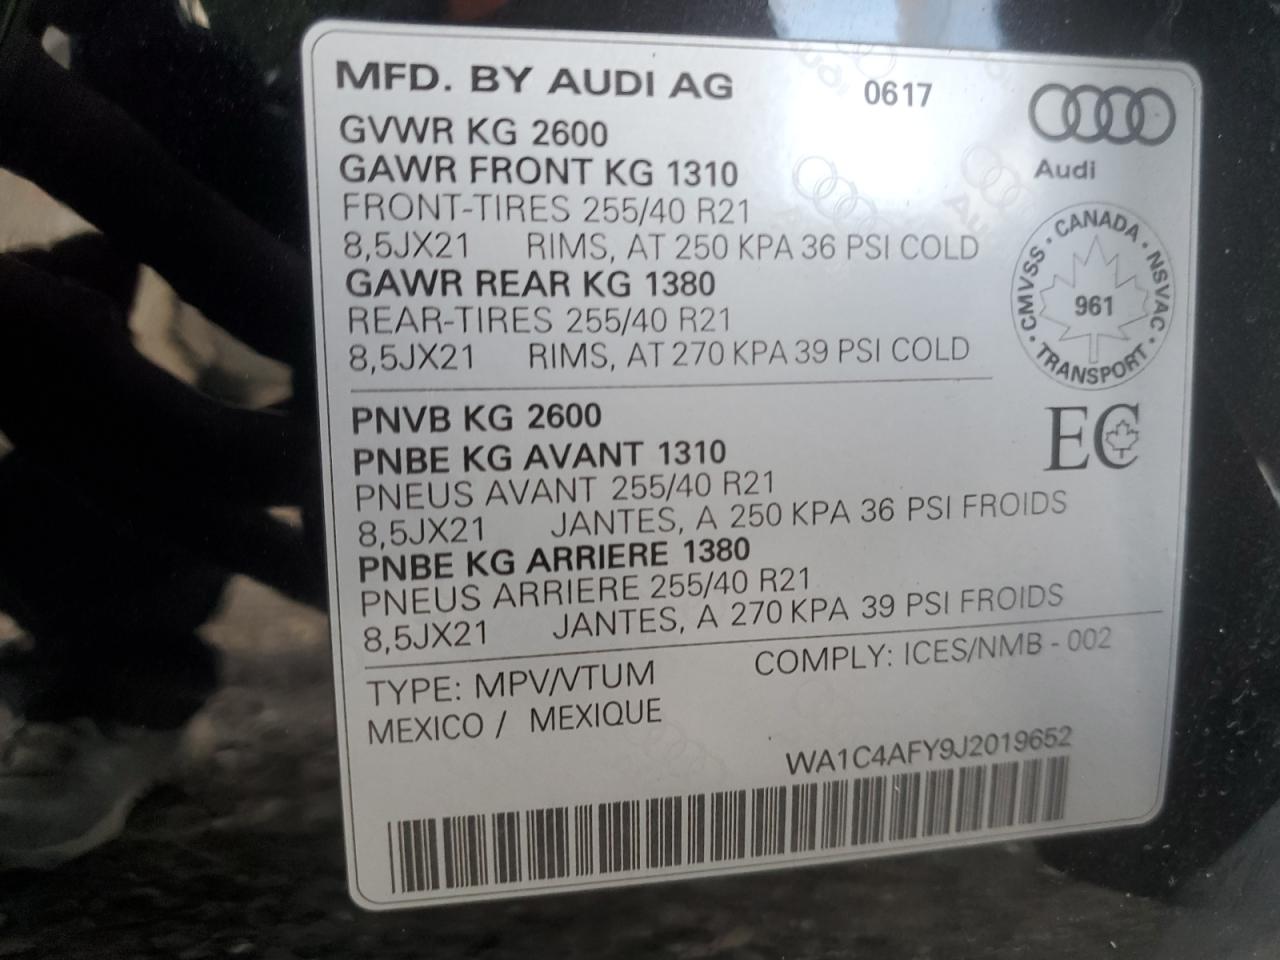 MFD. BY AUDI AG 0617
Audi
GVWR KG 2600
GAWR FRONT KG 1310
FRONT-TIRES 255/40 R21
8,5JX21 RIMS, AT 250 KPA 36 PSI COLD
GAWR REAR KG 1380
REAR-TIRES 255/40 R21
8,5JX21 RIMS, AT 270 KPA 39 PSI COLD
CANADA · NSVAC · TRANSPORT · CMVSS ·
961
EC
PNVB KG 2600
PNBE KG AVANT 1310
PNEUS AVANT 255/40 R21
8,5JX21 JANTES, A 250 KPA 36 PSI FROIDS
PNBE KG ARRIERE 1380
PNEUS ARRIERE 255/40 R21
8,5JX21 JANTES, A 270 KPA 39 PSI FROIDS
TYPE: MPV/VTUM COMPLY: ICES/NMB - 002
MEXICO / MEXIQUE
WA1C4AFY9J2019652